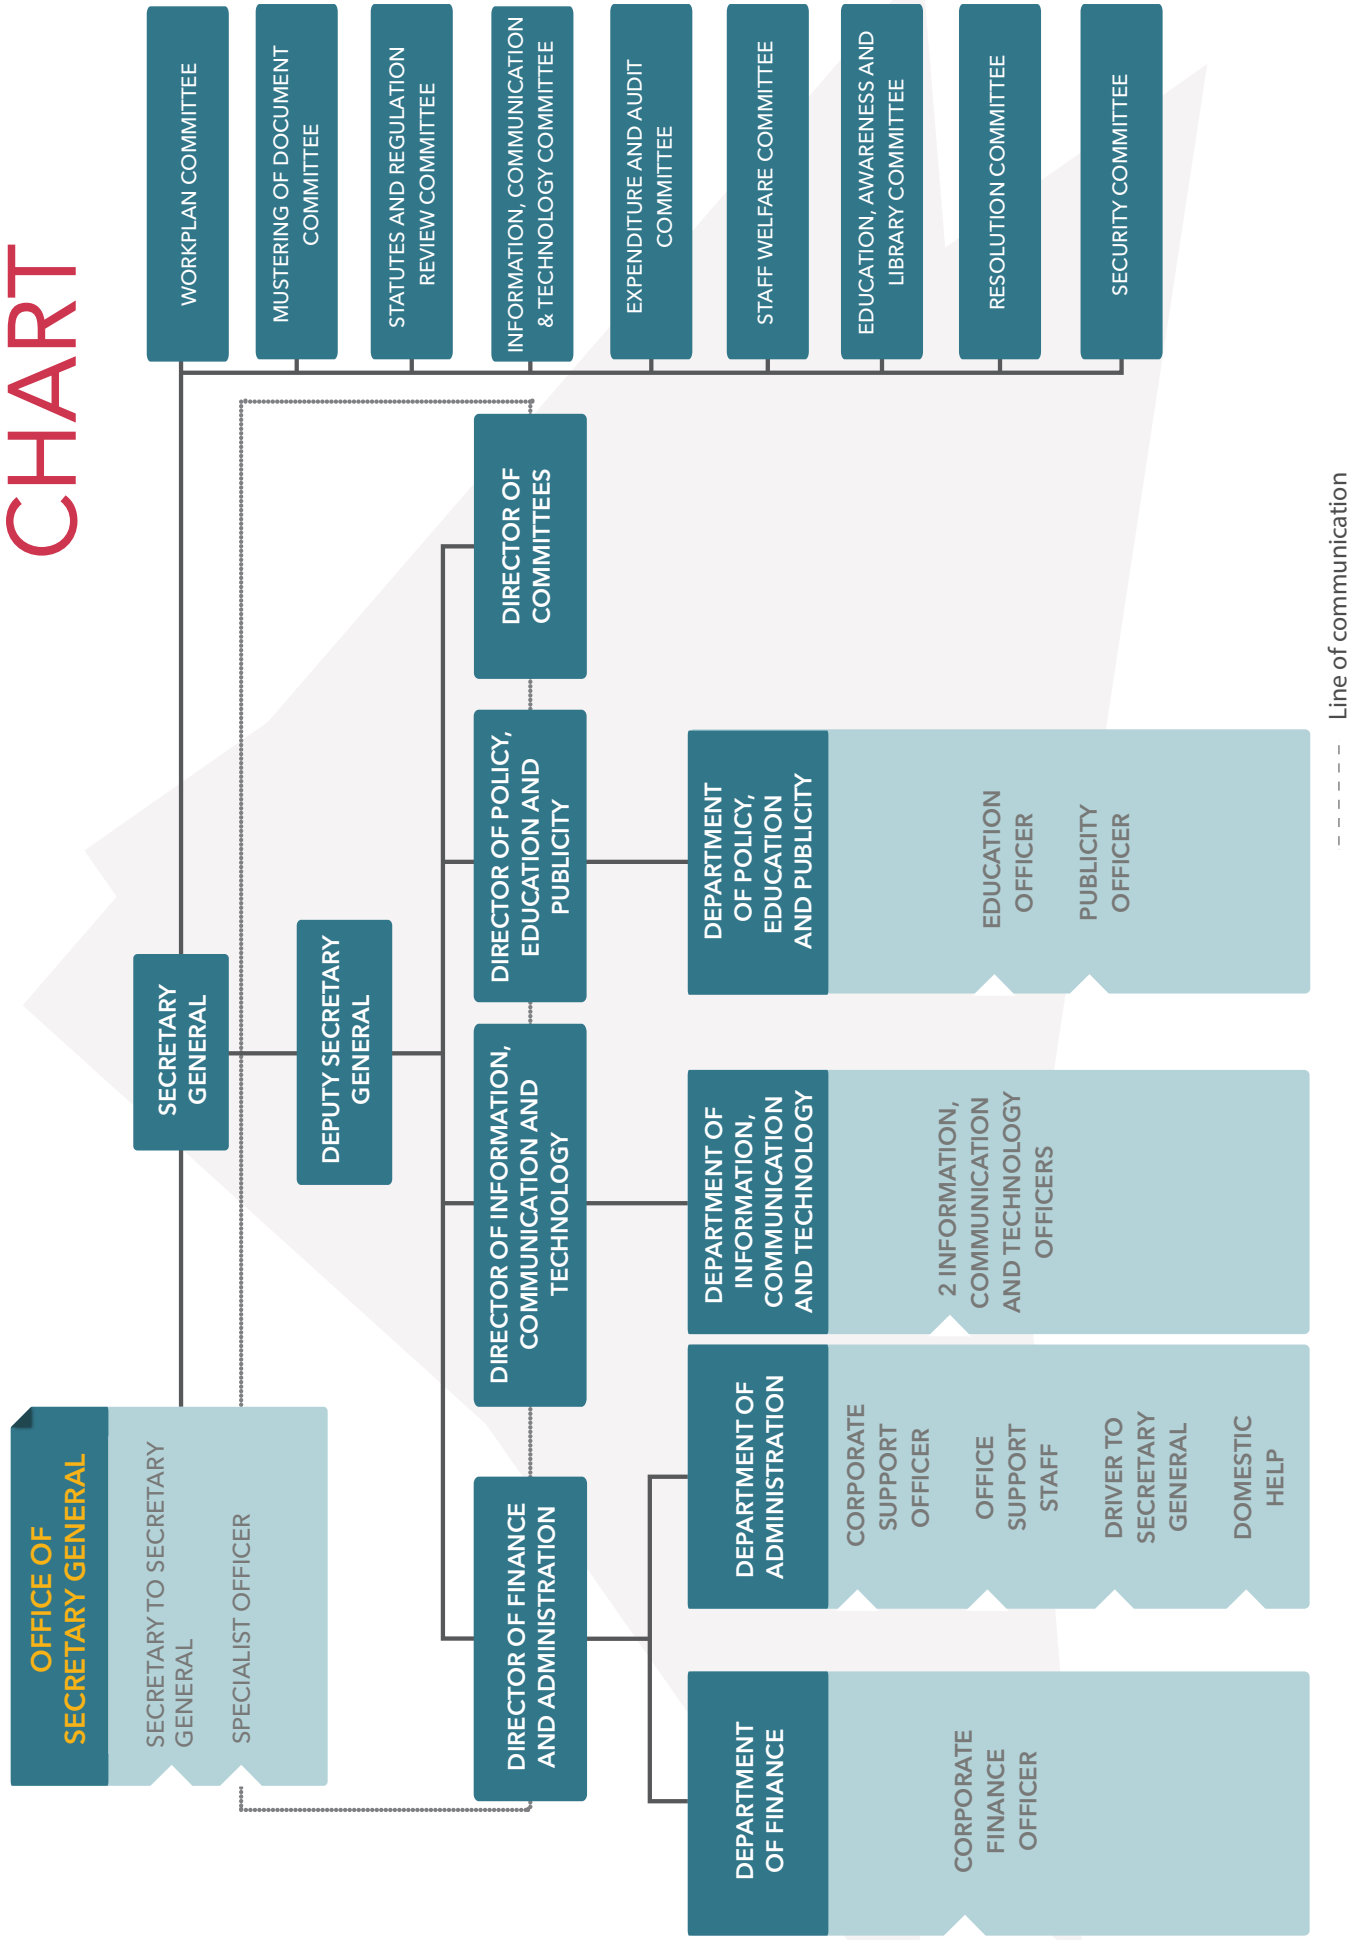 CHART
OFFICE OF
SECRETARY GENERAL
SECRETARY TO SECRETARY
GENERAL
SPECIALIST OFFICER
SECRETARY
GENERAL
DEPUTY SECRETARY
GENERAL
DIRECTOR OF FINANCE
AND ADMINISTRATION
DIRECTOR OF INFORMATION,
COMMUNICATION AND
TECHNOLOGY
DIRECTOR OF POLICY,
EDUCATION AND
PUBLICITY
DIRECTOR OF
COMMITTEES
DEPARTMENT
OF FINANCE
CORPORATE
FINANCE
OFFICER
DEPARTMENT OF
ADMINISTRATION
CORPORATE
SUPPORT
OFFICER
OFFICE
SUPPORT
STAFF
DRIVER TO
SECRETARY
GENERAL
DOMESTIC
HELP
DEPARTMENT OF
INFORMATION,
COMMUNICATION
AND TECHNOLOGY
2 INFORMATION,
COMMUNICATION
AND TECHNOLOGY
OFFICERS
DEPARTMENT
OF POLICY,
EDUCATION
AND PUBLICITY
EDUCATION
OFFICER
PUBLICITY
OFFICER
WORKPLAN COMMITTEE
MUSTERING OF DOCUMENT
COMMITTEE
STATUTES AND REGULATION
REVIEW COMMITTEE
INFORMATION, COMMUNICATION
& TECHNOLOGY COMMITTEE
EXPENDITURE AND AUDIT
COMMITTEE
STAFF WELFARE COMMITTEE
EDUCATION, AWARENESS AND
LIBRARY COMMITTEE
RESOLUTION COMMITTEE
SECURITY COMMITTEE
Line of communication